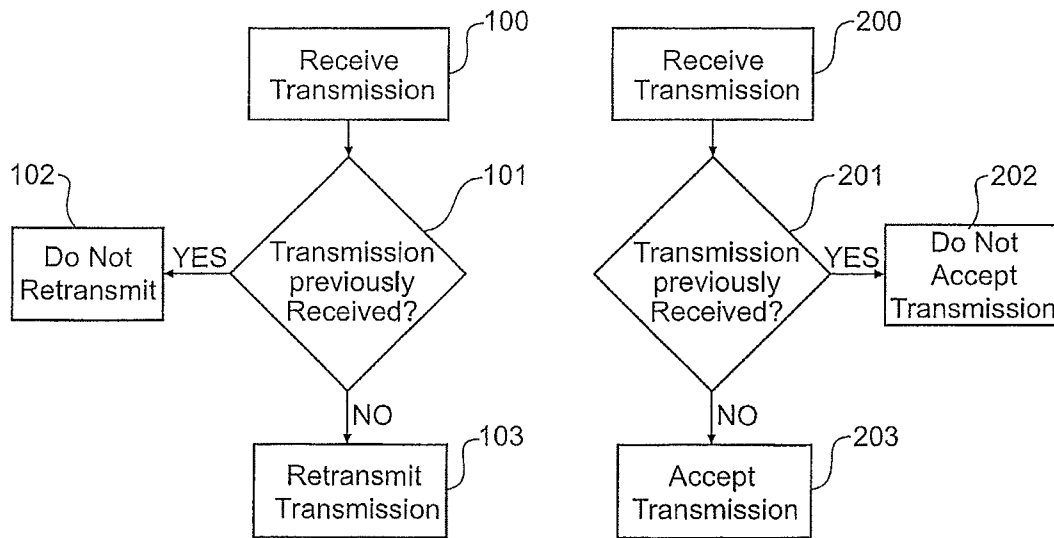 100
Receive
Transmission
101
102
Transmission
previously
Received?
YES
Do Not
Retransmit
NO
103
Retransmit
Transmission
200
Receive
Transmission
201
202
Transmission
previously
Received?
YES
Do Not
Accept
Transmission
NO
203
Accept
Transmission